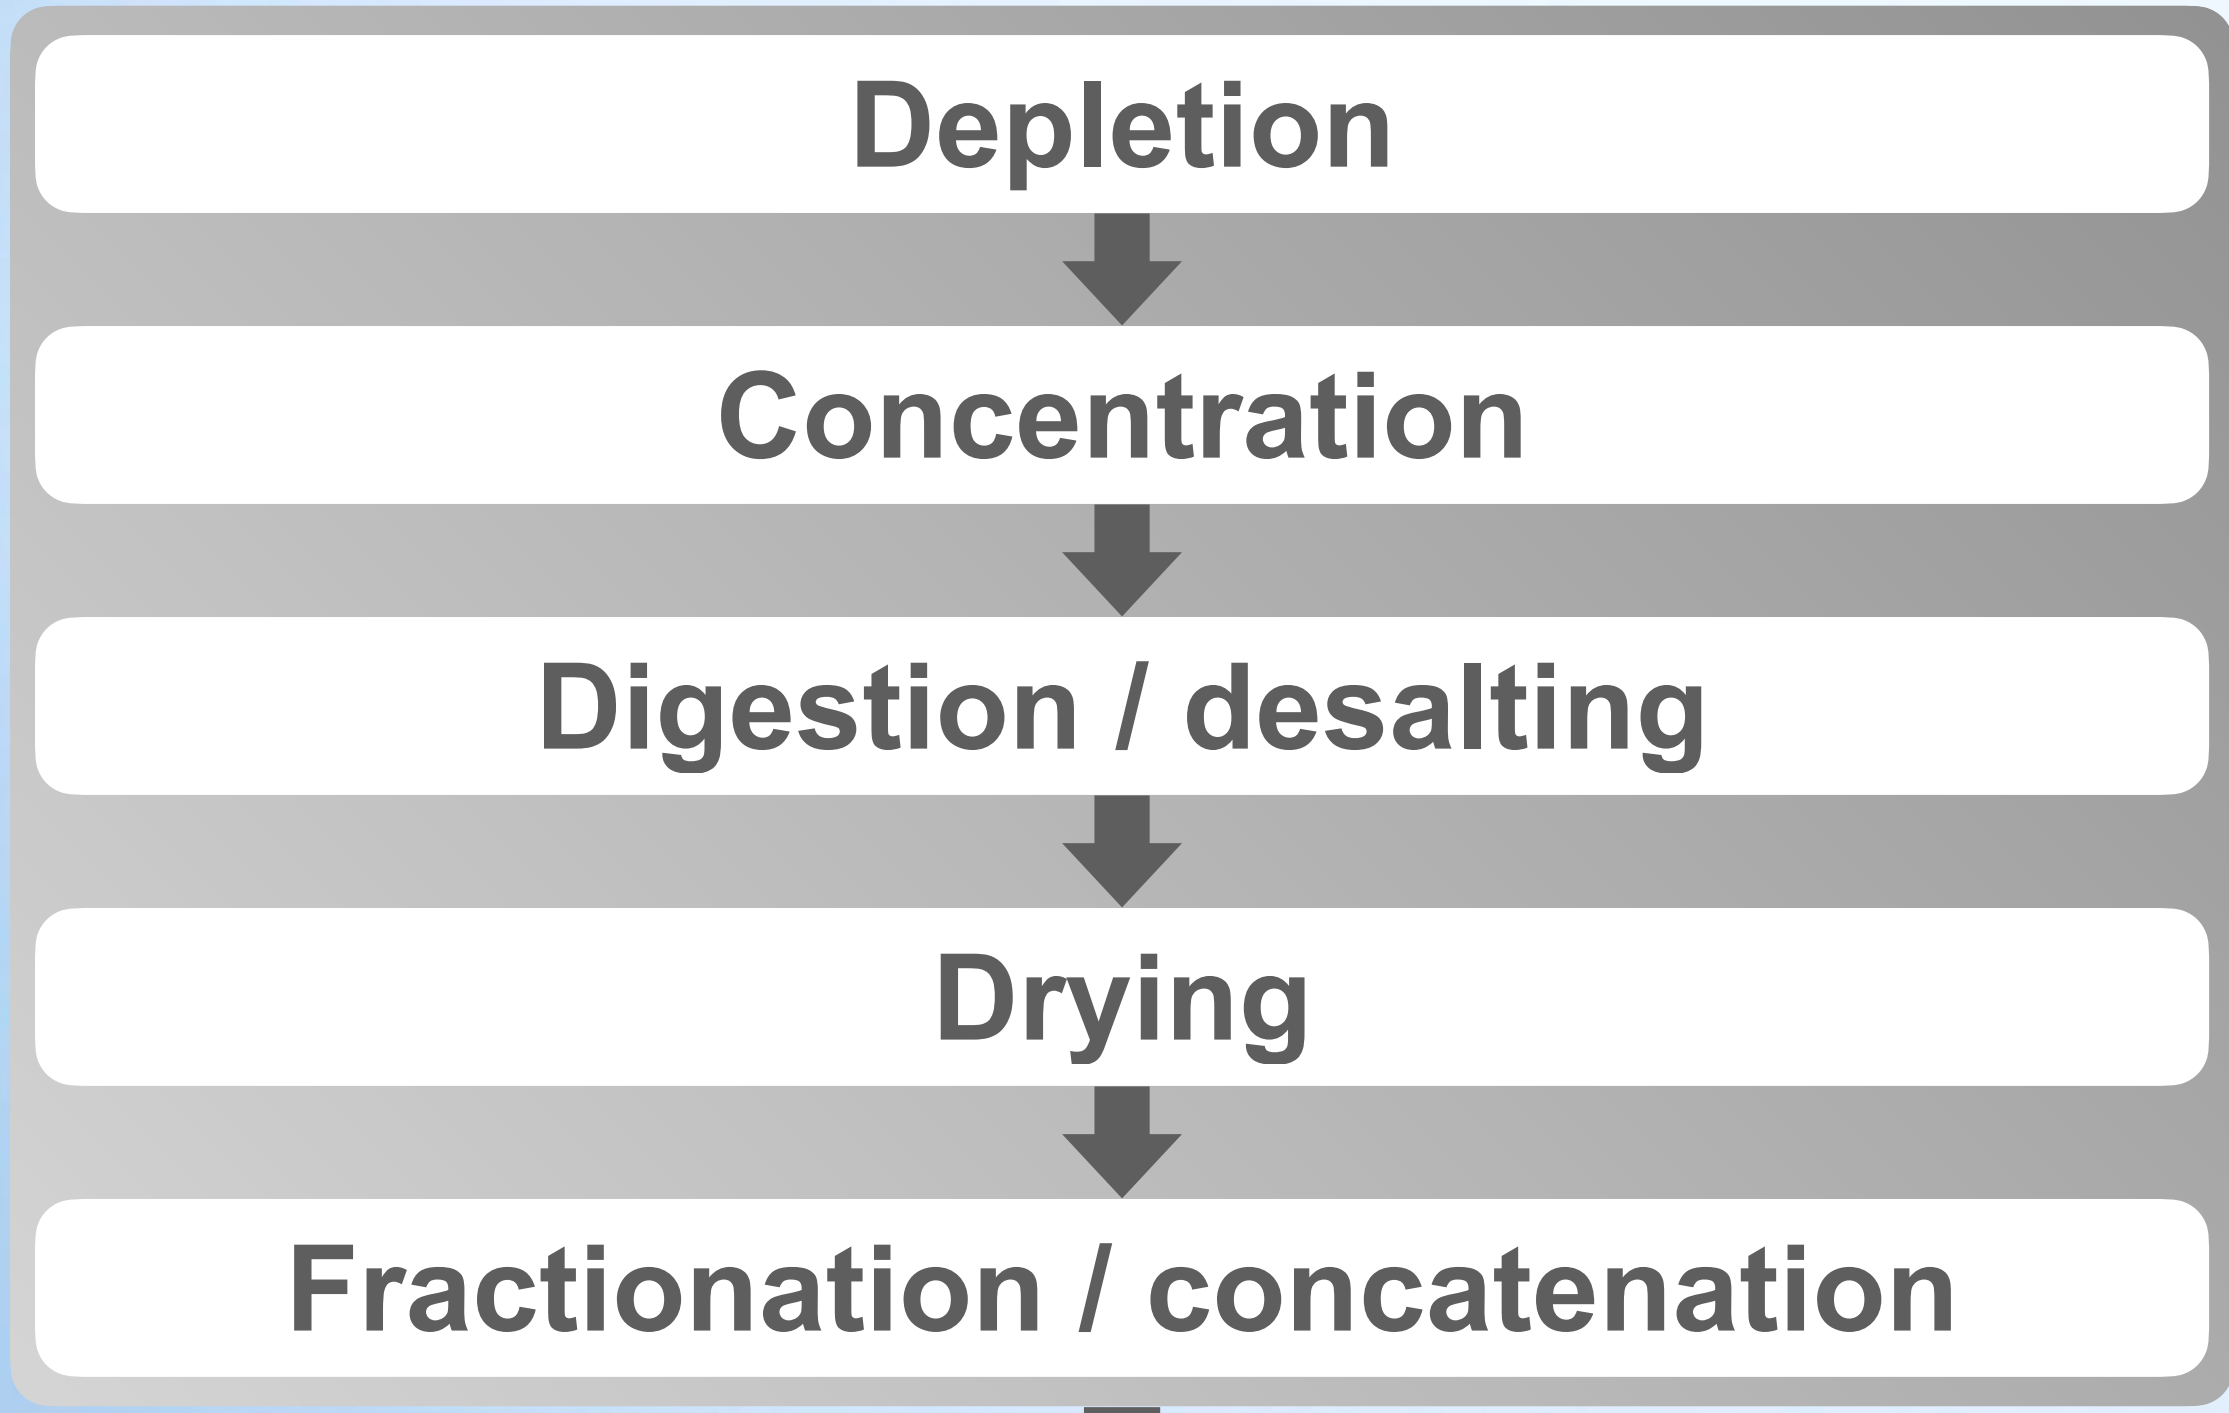 Depletion
Concentration
Digestion / desalting
Drying
Fractionation / concatenation